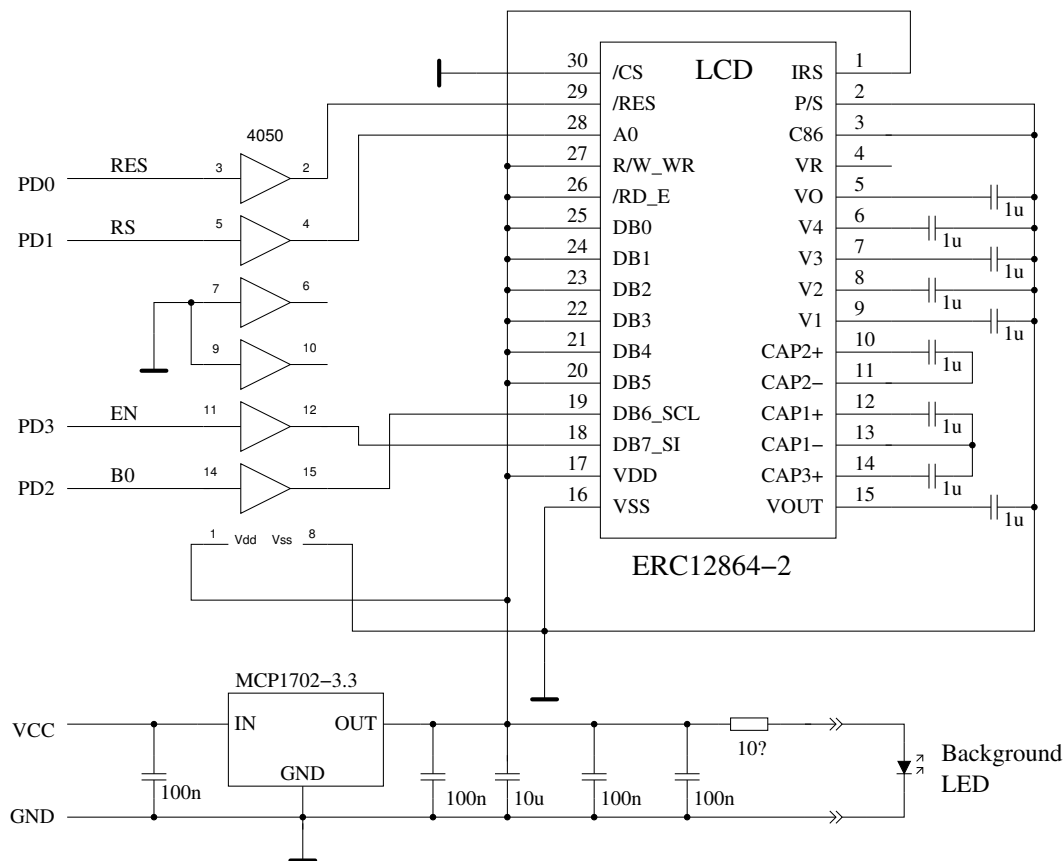 30 /CS LCD IRS 1
29 /RES P/S 2
28 A0 C86 3
27 R/W_WR VR 4
26 /RD_E VO 5 1u
25 DB0 V4 6 1u
24 DB1 V3 7 1u
23 DB2 V2 8 1u
22 DB3 V1 9 1u
21 DB4 CAP2+ 10 1u
20 DB5 CAP2− 11
19 DB6_SCL CAP1+ 12 1u
18 DB7_SI CAP1− 13
17 VDD CAP3+ 14 1u
16 VSS VOUT 15 1u
ERC12864−2
4050
PD0 RES 3 2
PD1 RS 5 4
7 6
9 10
PD3 EN 11 12
PD2 B0 14 15
1 Vdd Vss 8
MCP1702−3.3
VCC IN OUT
GND
10?
100n 100n 10u 100n 100n
GND
Background
LED